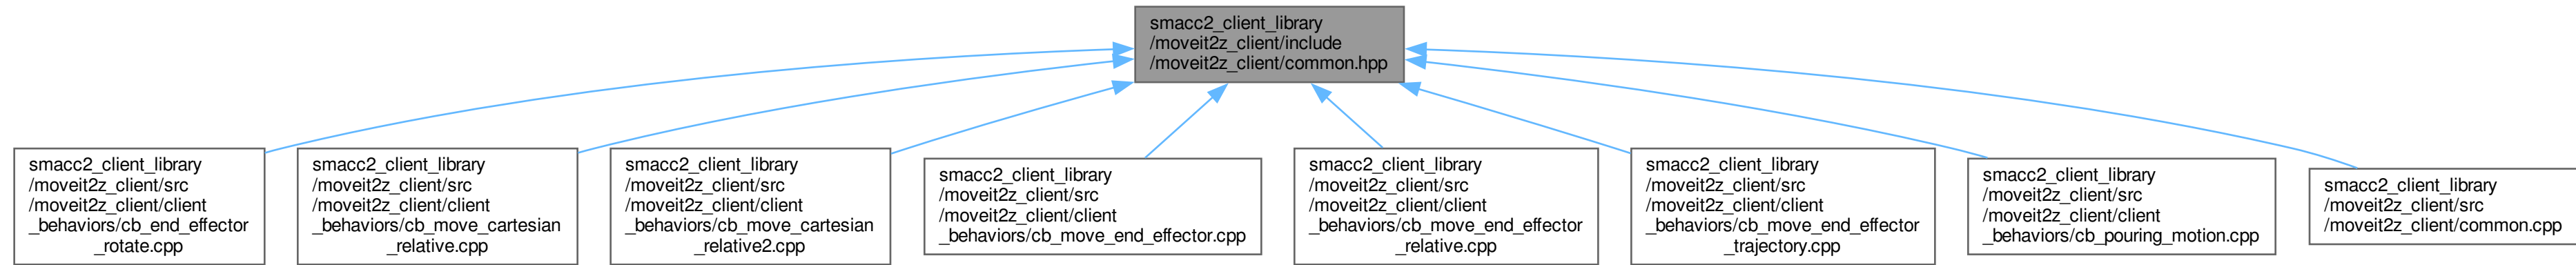 smacc2_client_library
/moveit2z_client/include
/moveit2z_client/common.hpp
smacc2_client_library
/moveit2z_client/src
/moveit2z_client/client
_behaviors/cb_end_effector
_rotate.cpp
smacc2_client_library
/moveit2z_client/src
/moveit2z_client/client
_behaviors/cb_move_cartesian
_relative.cpp
smacc2_client_library
/moveit2z_client/src
/moveit2z_client/client
_behaviors/cb_move_cartesian
_relative2.cpp
smacc2_client_library
/moveit2z_client/src
/moveit2z_client/client
_behaviors/cb_move_end_effector.cpp
smacc2_client_library
/moveit2z_client/src
/moveit2z_client/client
_behaviors/cb_move_end_effector
_relative.cpp
smacc2_client_library
/moveit2z_client/src
/moveit2z_client/client
_behaviors/cb_move_end_effector
_trajectory.cpp
smacc2_client_library
/moveit2z_client/src
/moveit2z_client/client
_behaviors/cb_pouring_motion.cpp
smacc2_client_library
/moveit2z_client/src
/moveit2z_client/common.cpp